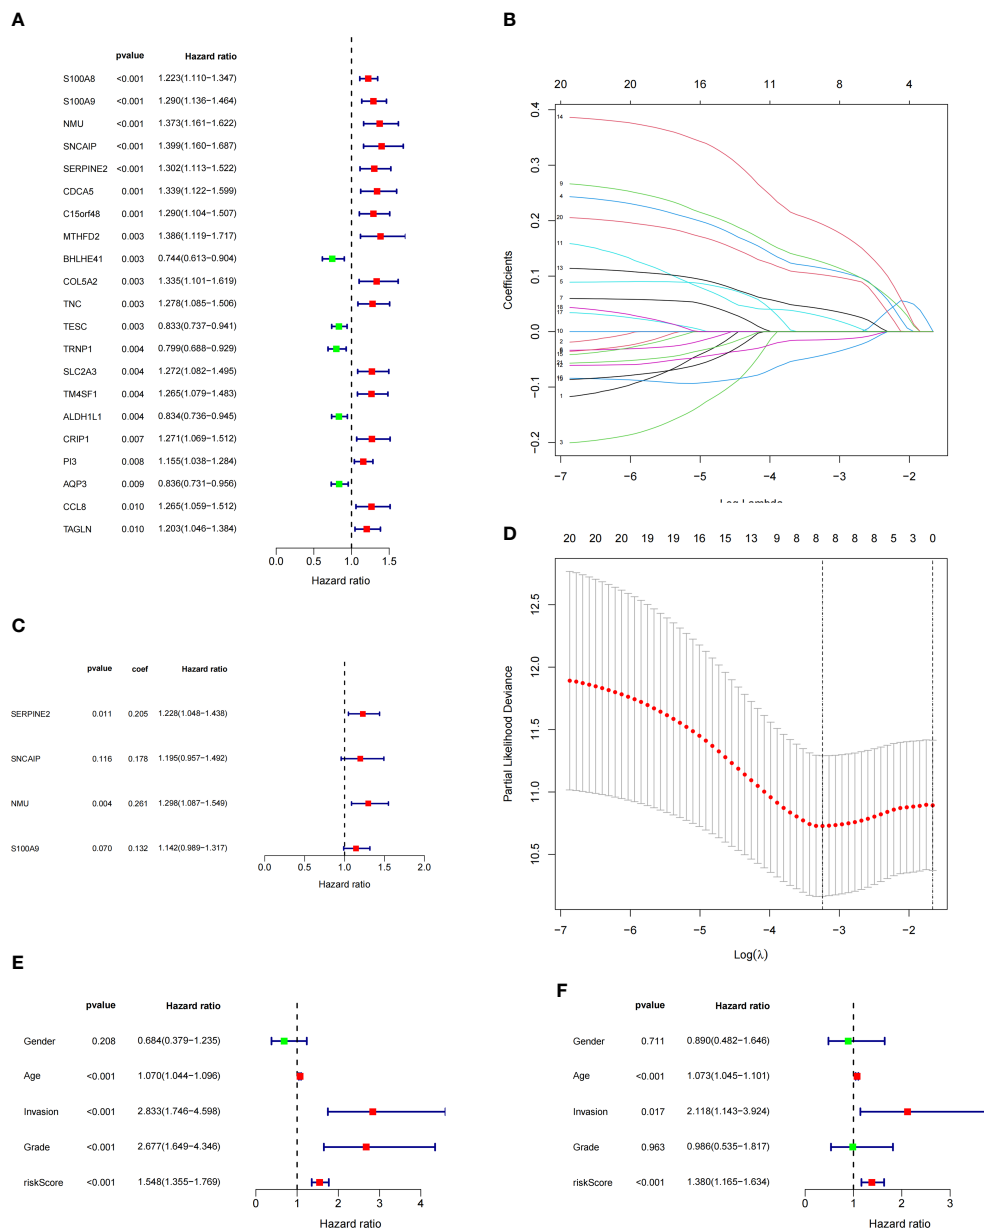 A
pvalue Hazard ratio
S100A8 <0.001 1.223(1.110−1.347)
S100A9 <0.001 1.290(1.136−1.464)
NMU <0.001 1.373(1.161−1.622)
SNCAIP <0.001 1.399(1.160−1.687)
SERPINE2 <0.001 1.302(1.113−1.522)
CDCA5 0.001 1.339(1.122−1.599)
C15orf48 0.001 1.290(1.104−1.507)
MTHFD2 0.003 1.386(1.119−1.717)
BHLHE41 0.003 0.744(0.613−0.904)
COL5A2 0.003 1.335(1.101−1.619)
TNC 0.003 1.278(1.085−1.506)
TESC 0.003 0.833(0.737−0.941)
TRNP1 0.004 0.799(0.688−0.929)
SLC2A3 0.004 1.272(1.082−1.495)
TM4SF1 0.004 1.265(1.079−1.483)
ALDH1L1 0.004 0.834(0.736−0.945)
CRIP1 0.007 1.271(1.069−1.512)
PI3 0.008 1.155(1.038−1.284)
AQP3 0.009 0.836(0.731−0.956)
CCL8 0.010 1.265(1.059−1.512)
TAGLN 0.010 1.203(1.046−1.384)
0.0 0.5 1.0 1.5
Hazard ratio
B
20 20 16 11 8 4
0.4
0.3
0.2
0.1
0.0
−0.1
−0.2
Coefficients
14
9
4
20
11
13
5
7
18
17
10
2
12
1
3
−7 −6 −5 −4 −3 −2
Log Lambda
C
pvalue coef Hazard ratio
SERPINE2 0.011 0.205 1.228(1.048−1.438)
SNCAIP 0.116 0.178 1.195(0.957−1.492)
NMU 0.004 0.261 1.298(1.087−1.549)
S100A9 0.070 0.132 1.142(0.989−1.317)
0.0 0.5 1.0 1.5 2.0
Hazard ratio
D
20 20 20 19 19 16 15 13 9 8 8 8 8 8 5 3 0
12.5
12.0
11.5
11.0
10.5
Partial Likelihood Deviance
−7 −6 −5 −4 −3 −2
Log(λ)
E
pvalue Hazard ratio
Gender 0.208 0.684(0.379−1.235)
Age <0.001 1.070(1.044−1.096)
Invasion <0.001 2.833(1.746−4.598)
Grade <0.001 2.677(1.649−4.346)
riskScore <0.001 1.548(1.355−1.769)
0 1 2 3 4
Hazard ratio
F
pvalue Hazard ratio
Gender 0.711 0.890(0.482−1.646)
Age <0.001 1.073(1.045−1.101)
Invasion 0.017 2.118(1.143−3.924)
Grade 0.963 0.986(0.535−1.817)
riskScore <0.001 1.380(1.165−1.634)
0 1 2 3
Hazard ratio